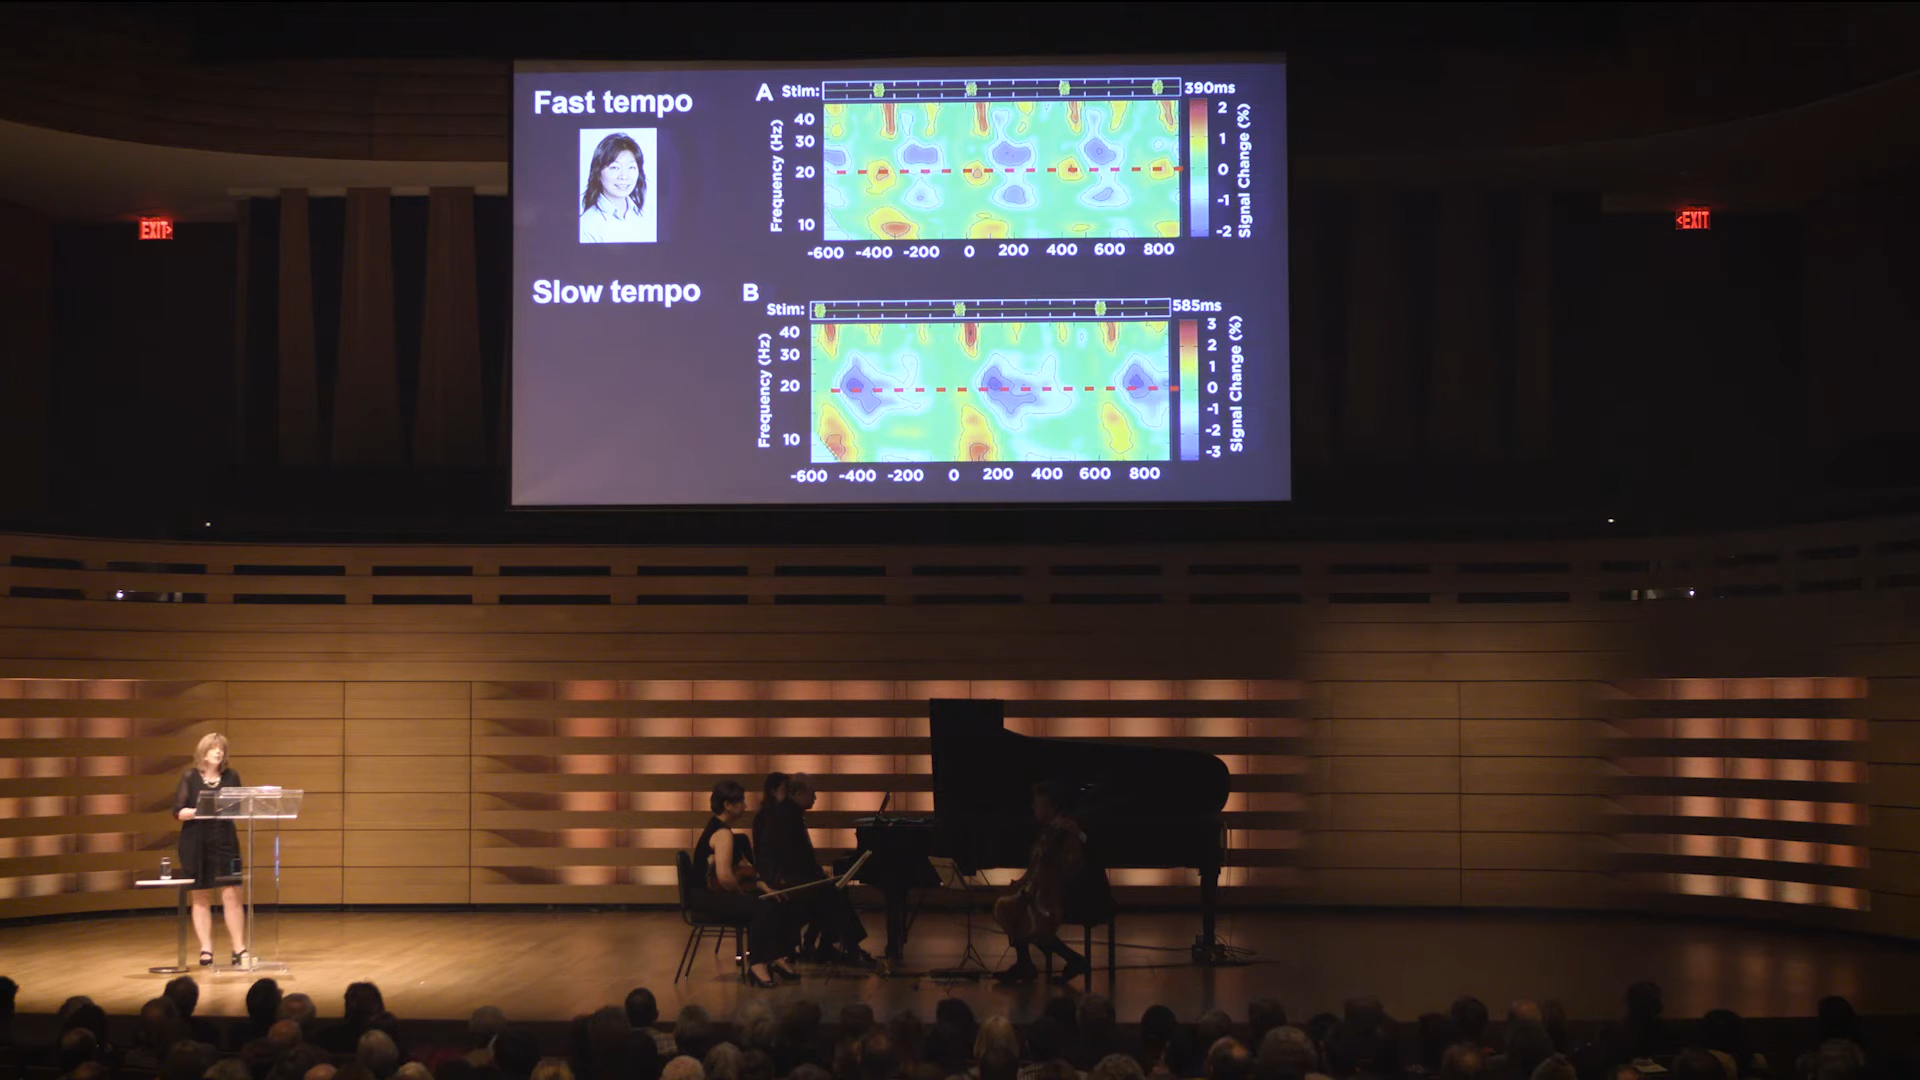 Fast tempo
A Stim: 390ms
Frequency (Hz)
40
30
20
10
2
1
0
-1
-2
Signal Change (%)
-600 -400 -200 0 200 400 600 800
Slow tempo
B
Stim: 585ms
Frequency (Hz)
40
30
20
10
3
2
1
0
-1
-2
-3
Signal Change (%)
-600 -400 -200 0 200 400 600 800
EXIT>
<EXIT